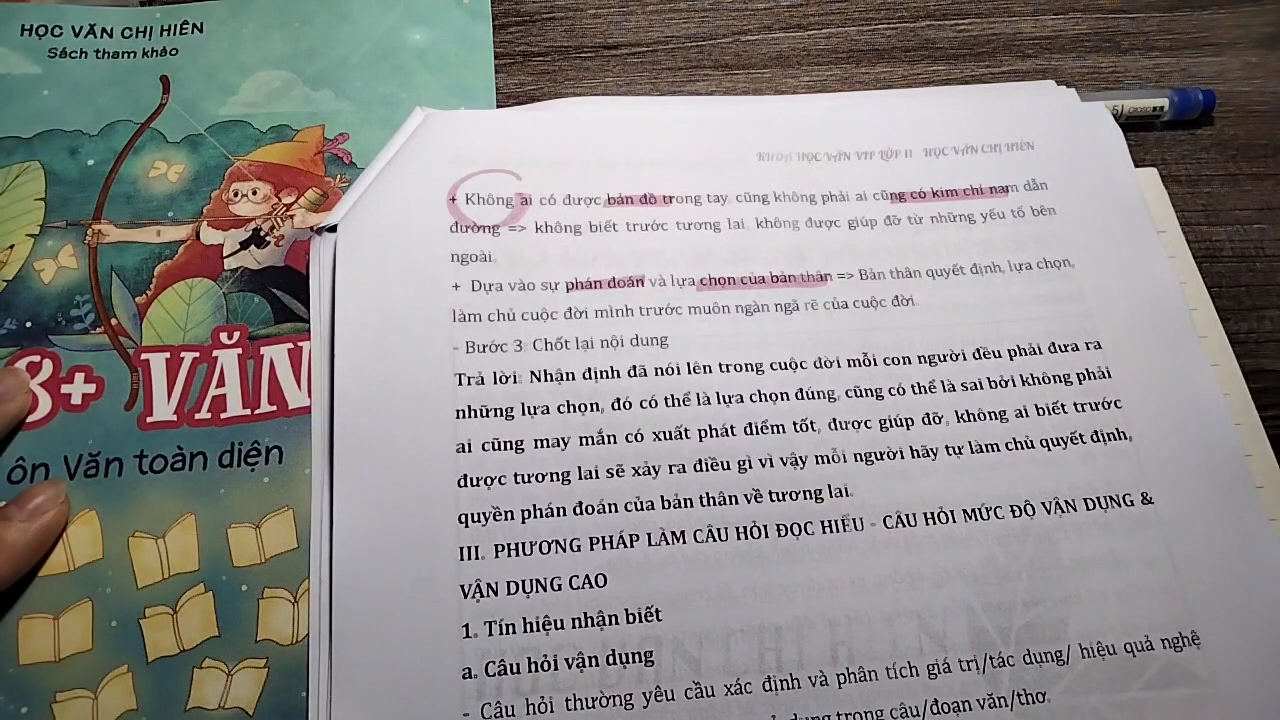 HỌC VĂN CHỊ HIÊN
Sách tham khảo
8+ VĂN
ôn Văn toàn diện
5)
KHOÁ HỌC VĂN VIP LỚP 11 HỌC VĂN CHỊ HIÊN
+ Không ai có được bản đồ trong tay, cũng không phải ai cũng có kim chỉ nam dẫn
đường => không biết trước tương lai, không được giúp đỡ từ những yếu tố bên
ngoài.
+ Dựa vào sự phán đoán và lựa chọn của bản thân => Bản thân quyết định, lựa chọn,
làm chủ cuộc đời mình trước muôn ngàn ngã rẽ của cuộc đời.
- Bước 3: Chốt lại nội dung
Trả lời: Nhận định đã nói lên trong cuộc đời mỗi con người đều phải đưa ra
những lựa chọn, đó có thể là lựa chọn đúng, cũng có thể là sai bởi không phải
ai cũng may mắn có xuất phát điểm tốt, được giúp đỡ, không ai biết trước
được tương lai sẽ xảy ra điều gì vì vậy mỗi người hãy tự làm chủ quyết định,
quyền phán đoán của bản thân về tương lai.
III. PHƯƠNG PHÁP LÀM CÂU HỎI ĐỌC HIỂU - CÂU HỎI MỨC ĐỘ VẬN DỤNG &
VẬN DỤNG CAO
1. Tín hiệu nhận biết
a. Câu hỏi vận dụng
- Câu hỏi thường yêu cầu xác định và phân tích giá trị/tác dụng/ hiệu quả nghệ
dụng trong câu/đoạn văn/thơ.